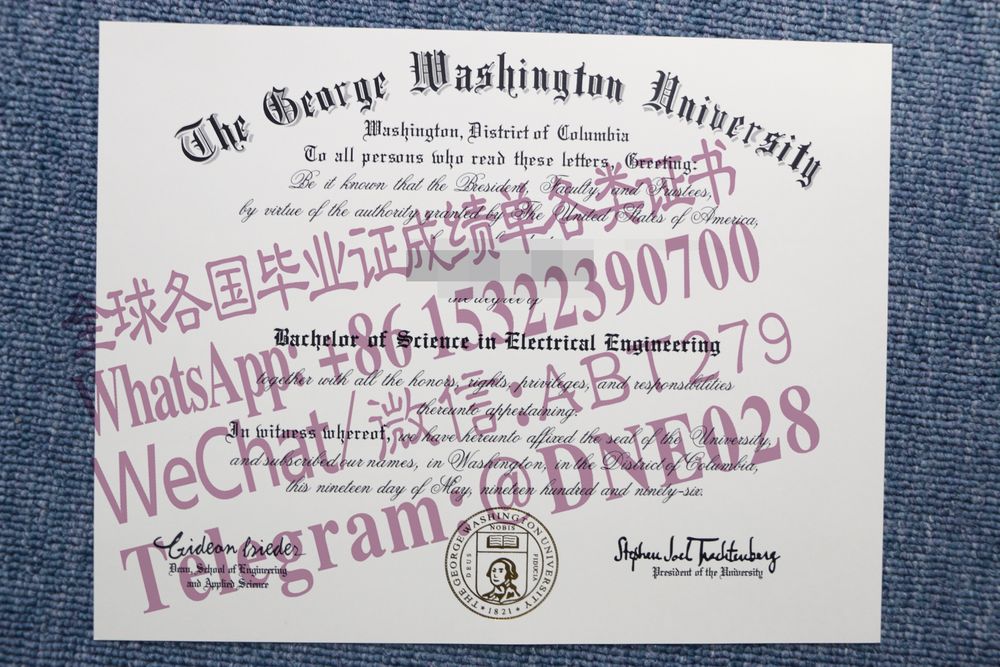 The George Washington University
Washington, District of Columbia
To all persons who read these letters, Greeting:
Be it known that the President, Faculty, and Trustees,
by virtue of the authority granted by The United States of America,
全球各国毕业证成绩单各类证书
the degree of
WhatsApp: +86 15322390700
Bachelor of Science in Electrical Engineering
together with all the honors, rights, privileges, and responsibilities
thereunto appertaining.
WeChat/微信:ABT279
In witness whereof, we have hereunto affixed the seal of the University,
and subscribed our names, in Washington, in the District of Columbia,
this nineteen day of May, nineteen hundred and ninety-six.
Telegram:@DNE028
Gideon Frieder
Dean, School of Engineering
and Applied Science
THE GEORGE WASHINGTON UNIVERSITY
DEUS
NOBIS
FIDUCIA
1821
Stephen Joel Trachtenberg
President of the University